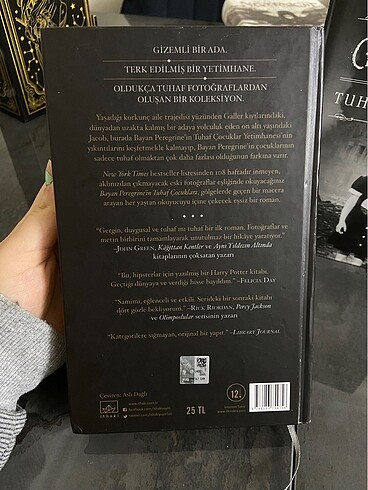 GİZEMLİ BİR ADA.
TERK EDİLMİŞ BİR YETİMHANE.
OLDUKÇA TUHAF FOTOĞRAFLARDAN
OLUŞAN BİR KOLEKSİYON.
Yaşadığı korkunç aile trajedisi yüzünden Galler kıyılarındaki,
dünyadan uzakta kalmış bir adaya yolculuk eden on altı yaşındaki
Jacob, burada Bayan Peregrine'in Tuhaf Çocuklar Yetimhanesi'nin
yıkıntılarını keşfetmekle kalmayıp, Bayan Peregrine'in çocuklarının
sadece tuhaf olmaktan çok daha fazlası olduğunun farkına varır.
New York Times bestseller listesinden 108 haftadır inmeyen,
aklınızdan çıkmayacak eski fotoğraflar eşliğinde okuyacağınız
Bayan Peregrine'in Tuhaf Çocukları, gölgelerde geçen bir macera
arayan her yaştan okuyucuyu içine çekecek eşsiz bir roman.
"Gergin, duygusal ve tuhaf mı tuhaf bir ilk roman. Fotoğraflar ve
metin birbirini tamamlayarak unutulmaz bir hikâye yaratıyor."
–JOHN GREEN, Kâğıttan Kentler ve Aynı Yıldızın Altında
kitaplarının çoksatan yazarı
"Bu, hipsterlar için yazılmış bir Harry Potter kitabı.
Geçtiği dünyaya ve verdiği hisse bayıldım." –FELICIA DAY
"Samimi, eğlenceli ve etkili. Serideki bir sonraki kitabı
dört gözle bekliyorum." –RICK RIORDAN, Percy Jackson
ve Olimposlular serisinin yazarı
"Kategorilere sığmayan, orijinal bir yapıt." –LIBRARY JOURNAL
Çeviren: Aslı Dağlı
ithaki
25 TL
12+
TUH